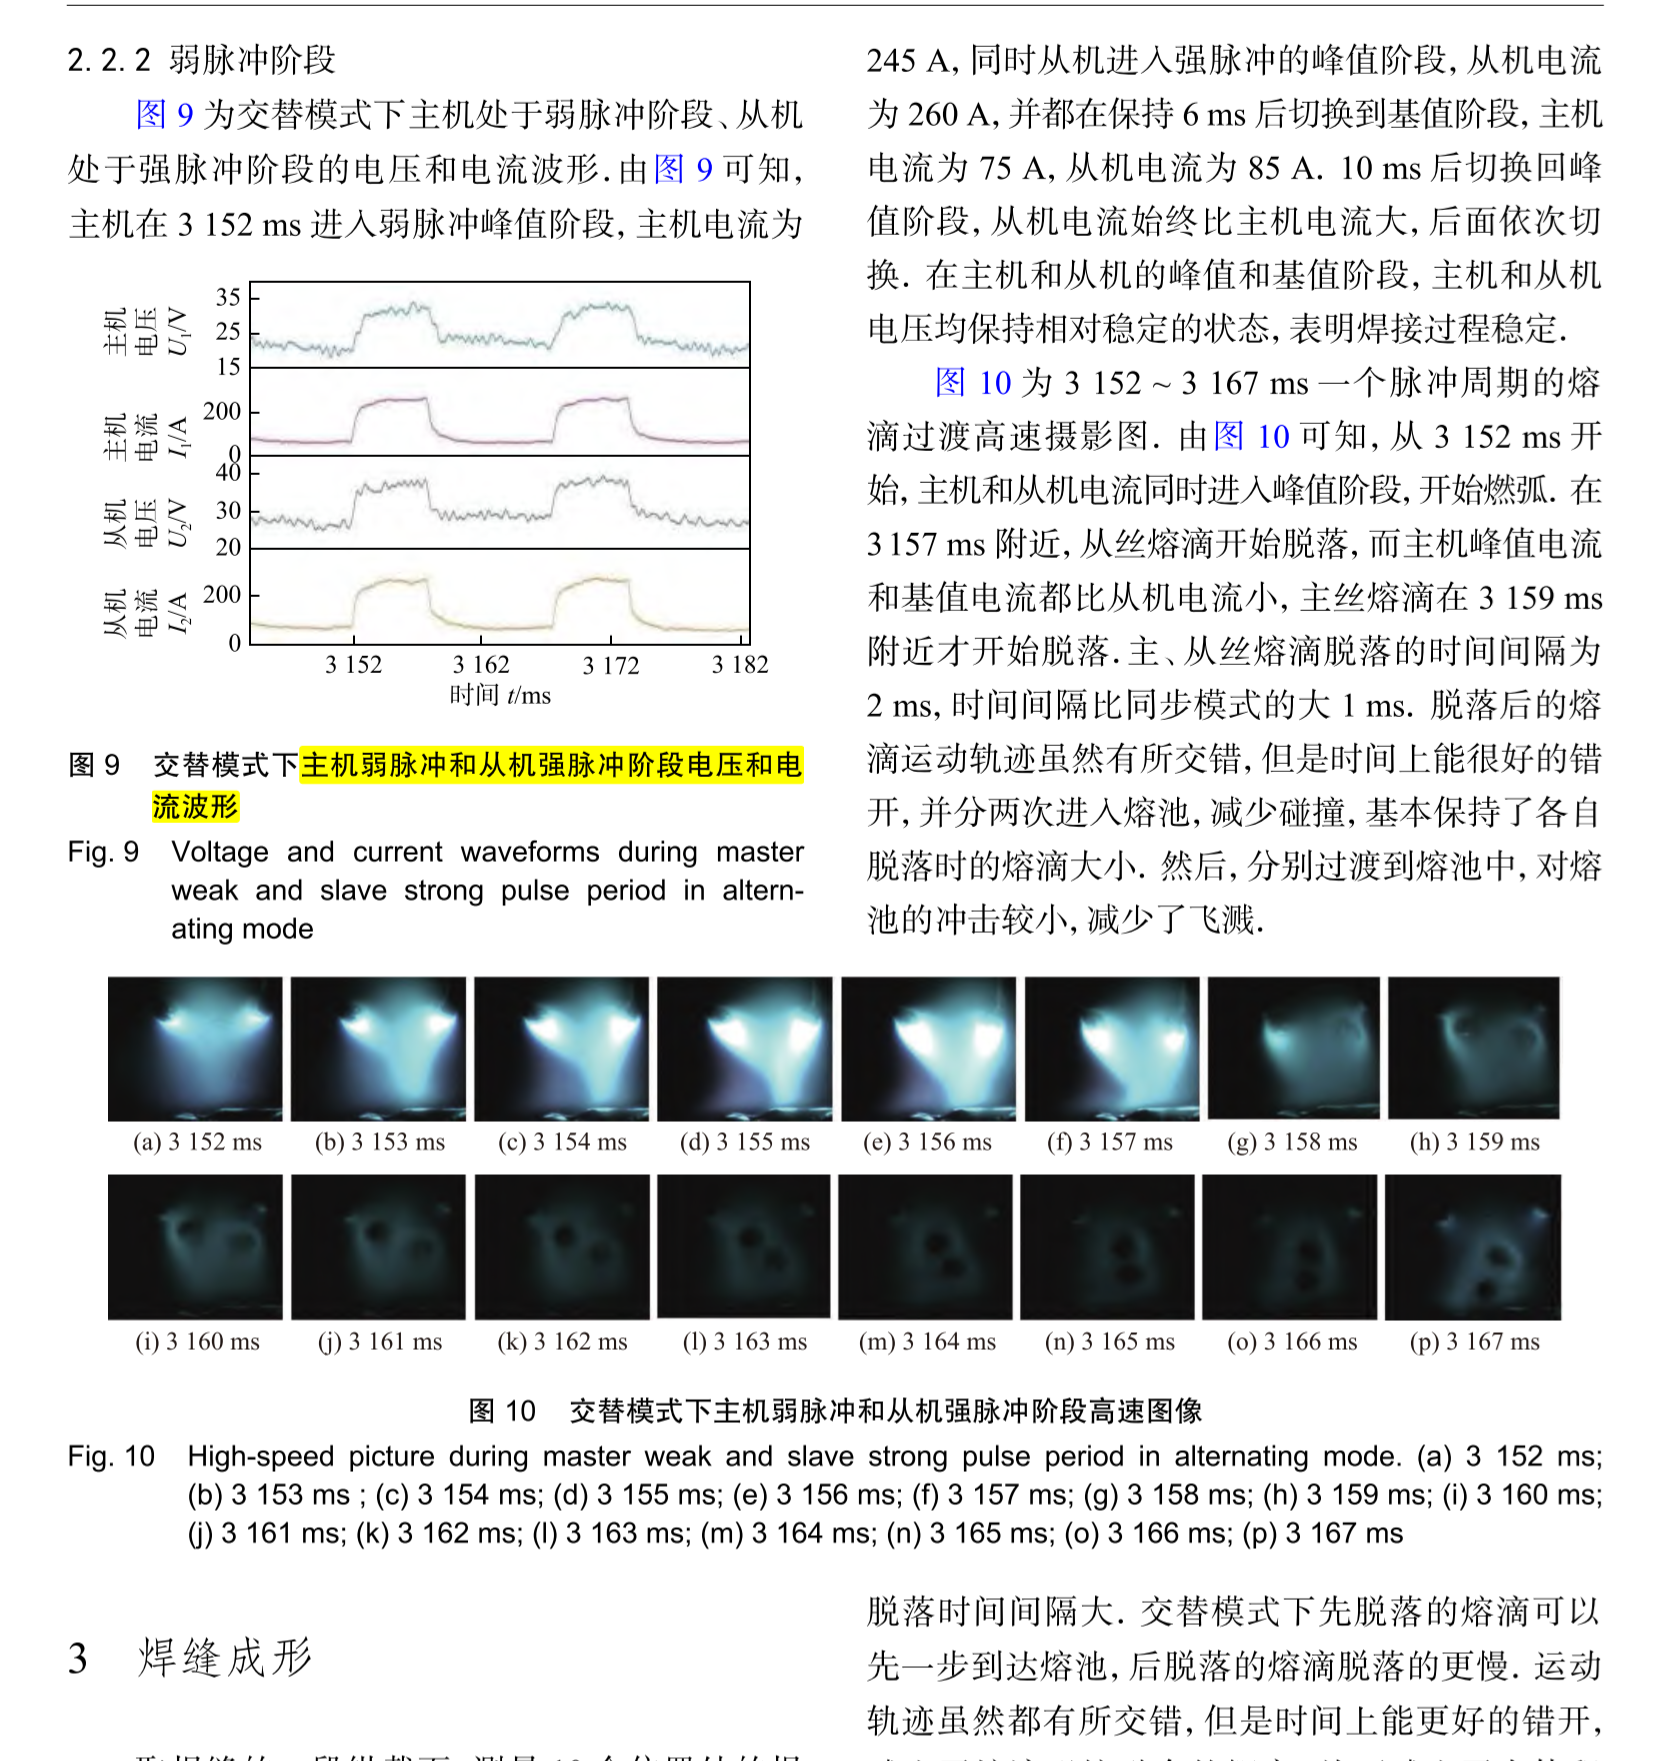 2. 2. 2 弱脉冲阶段
图 9 为交替模式下主机处于弱脉冲阶段、从机
处于强脉冲阶段的电压和电流波形. 由图 9 可知,
主机在 3 152 ms 进入弱脉冲峰值阶段, 主机电流为
主机
电压
U₁/V
35
25
15
主机
电流
I₁/A
200
0
从机
电压
U₂/V
40
30
20
从机
电流
I₂/A
200
0
3 152 3 162 3 172 3 182
时间 t/ms
图 9 交替模式下主机弱脉冲和从机强脉冲阶段电压和电
流波形
Fig. 9 Voltage and current waveforms during master
weak and slave strong pulse period in altern-
ating mode
245 A, 同时从机进入强脉冲的峰值阶段, 从机电流
为 260 A, 并都在保持 6 ms 后切换到基值阶段, 主机
电流为 75 A, 从机电流为 85 A. 10 ms 后切换回峰
值阶段, 从机电流始终比主机电流大, 后面依次切
换. 在主机和从机的峰值和基值阶段, 主机和从机
电压均保持相对稳定的状态, 表明焊接过程稳定.
图 10 为 3 152 ~ 3 167 ms 一个脉冲周期的熔
滴过渡高速摄影图. 由图 10 可知, 从 3 152 ms 开
始, 主机和从机电流同时进入峰值阶段, 开始燃弧. 在
3 157 ms 附近, 从丝熔滴开始脱落, 而主机峰值电流
和基值电流都比从机电流小, 主丝熔滴在 3 159 ms
附近才开始脱落. 主、从丝熔滴脱落的时间间隔为
2 ms, 时间间隔比同步模式的大 1 ms. 脱落后的熔
滴运动轨迹虽然有所交错, 但是时间上能很好的错
开, 并分两次进入熔池, 减少碰撞, 基本保持了各自
脱落时的熔滴大小. 然后, 分别过渡到熔池中, 对熔
池的冲击较小, 减少了飞溅.
(a) 3 152 ms (b) 3 153 ms (c) 3 154 ms (d) 3 155 ms (e) 3 156 ms (f) 3 157 ms (g) 3 158 ms (h) 3 159 ms
(i) 3 160 ms (j) 3 161 ms (k) 3 162 ms (l) 3 163 ms (m) 3 164 ms (n) 3 165 ms (o) 3 166 ms (p) 3 167 ms
图 10 交替模式下主机弱脉冲和从机强脉冲阶段高速图像
Fig. 10 High-speed picture during master weak and slave strong pulse period in alternating mode. (a) 3 152 ms;
(b) 3 153 ms ; (c) 3 154 ms; (d) 3 155 ms; (e) 3 156 ms; (f) 3 157 ms; (g) 3 158 ms; (h) 3 159 ms; (i) 3 160 ms;
(j) 3 161 ms; (k) 3 162 ms; (l) 3 163 ms; (m) 3 164 ms; (n) 3 165 ms; (o) 3 166 ms; (p) 3 167 ms
3 焊缝成形
脱落时间间隔大. 交替模式下先脱落的熔滴可以
先一步到达熔池, 后脱落的熔滴脱落的更慢. 运动
轨迹虽然都有所交错, 但是时间上能更好的错开,